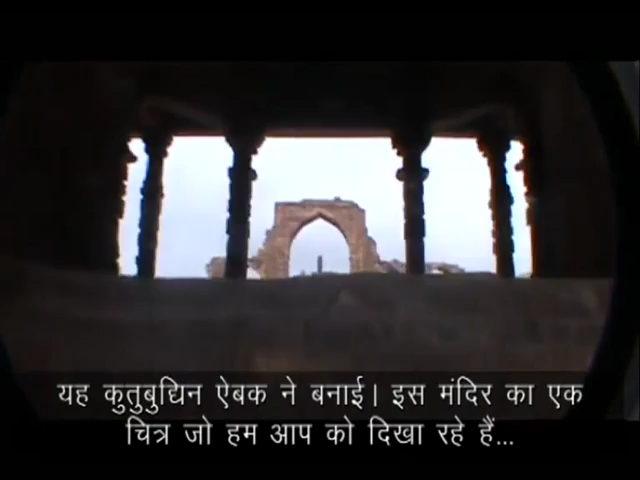 यह कुतुबुद्यिन ऐबक ने बनाई। इस मंदिर का एक
चित्र जो हम आप को दिखा रहे हैं...